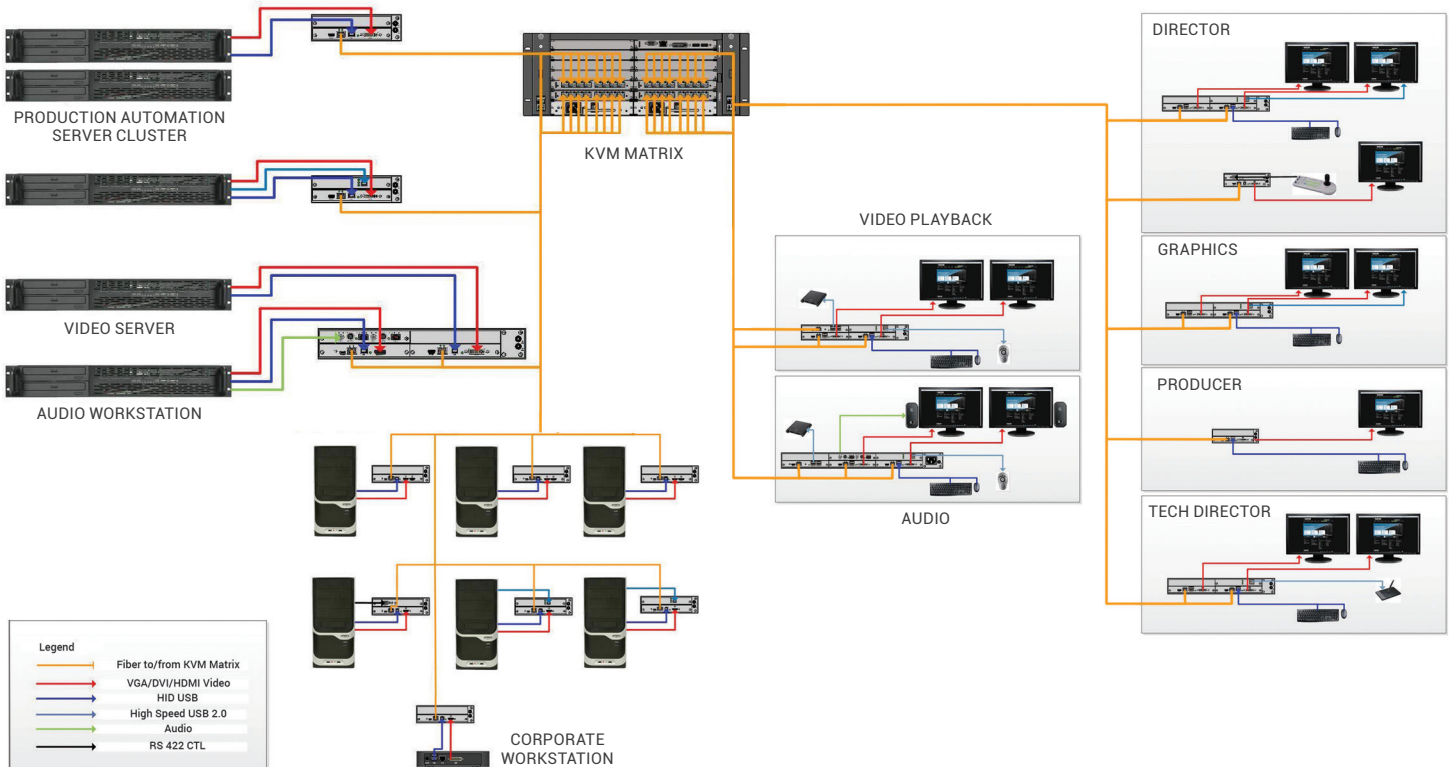 PRODUCTION AUTOMATION
SERVER CLUSTER
VIDEO SERVER
AUDIO WORKSTATION
KVM MATRIX
VIDEO PLAYBACK
AUDIO
DIRECTOR
GRAPHICS
PRODUCER
TECH DIRECTOR
CORPORATE
WORKSTATION
Legend
Fiber to/from KVM Matrix
VGA/DVI/HDMI Video
HID USB
High Speed USB 2.0
Audio
RS 422 CTL